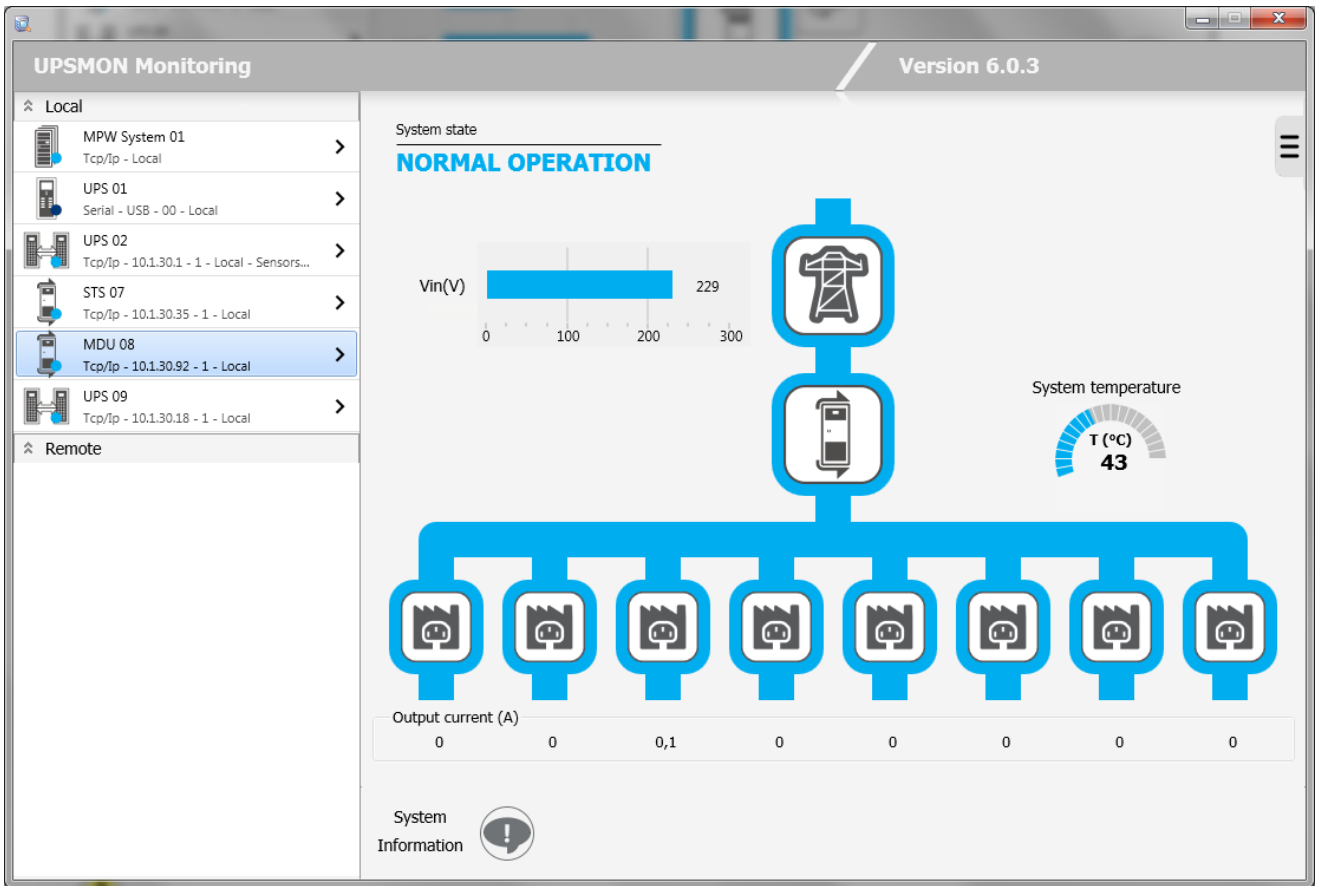 UPSMON Monitoring
Version 6.0.3
Local
MPW System 01
Tcp/Ip - Local
UPS 01
Serial - USB - 00 - Local
UPS 02
Tcp/Ip - 10.1.30.1 - 1 - Local - Sensors...
STS 07
Tcp/Ip - 10.1.30.35 - 1 - Local
MDU 08
Tcp/Ip - 10.1.30.92 - 1 - Local
UPS 09
Tcp/Ip - 10.1.30.18 - 1 - Local
Remote
System state
NORMAL OPERATION
Vin(V)
229
0 100 200 300
System temperature
T (°C)
43
Output current (A)
0 0 0,1 0 0 0 0 0
System
Information